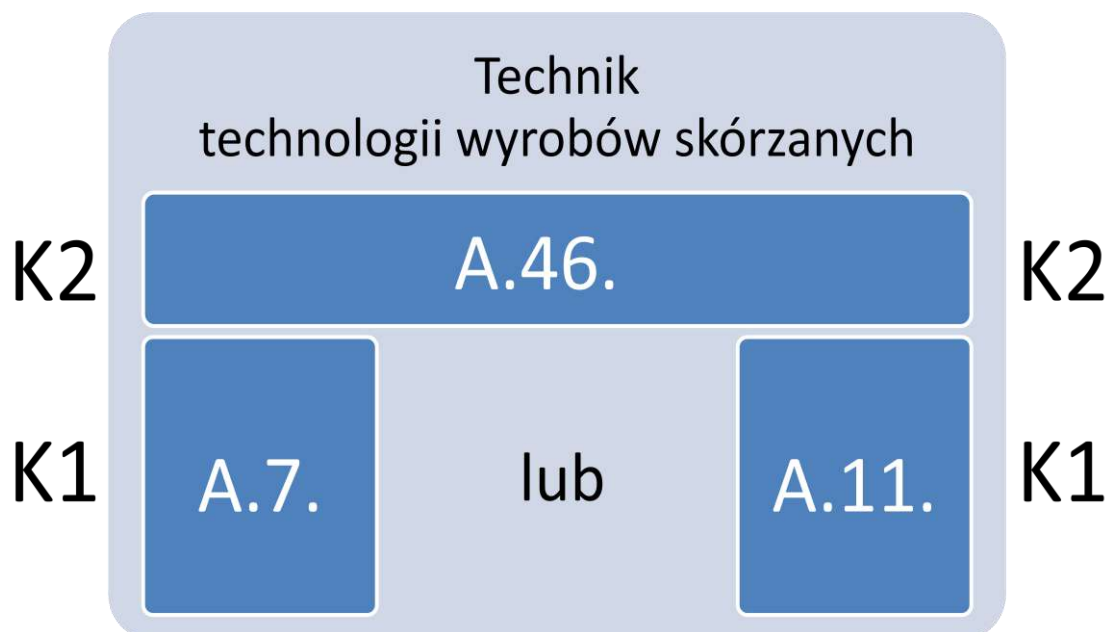 Technik
technologii wyrobów skórzanych
K2 A.46. K2
K1 A.7. lub A.11. K1